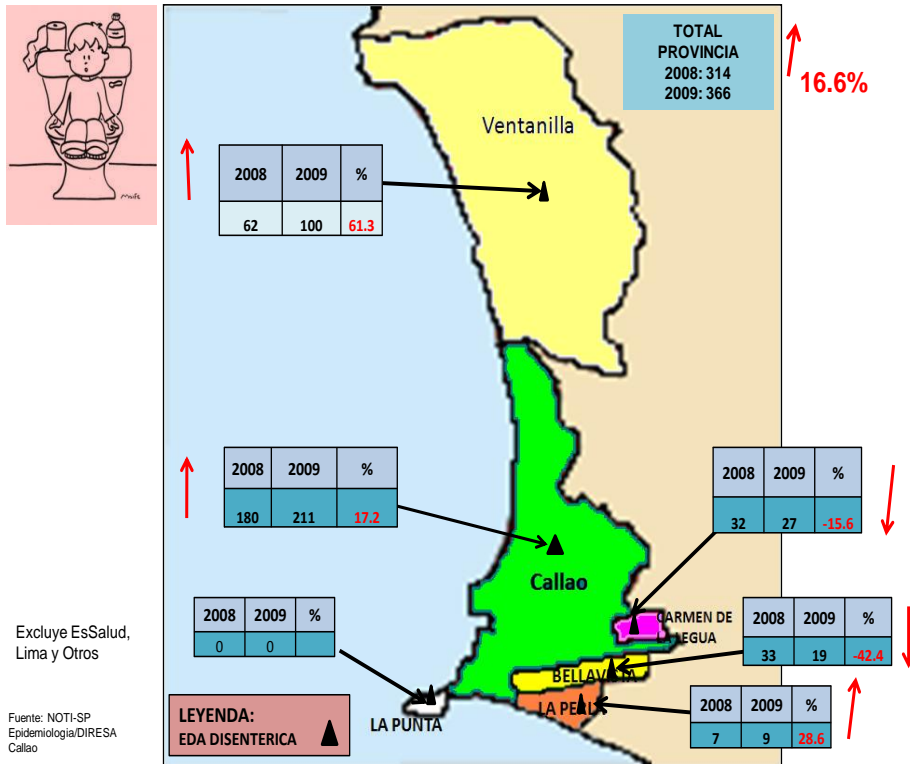 TOTAL
PROVINCIA
2008: 314
2009: 366
16.6%
Ventanilla
2008 2009 %
62 100 61.3
2008 2009 %
180 211 17.2
Callao
2008 2009 %
32 27 -15.6
CARMEN DE
LA LEGUA
2008 2009 %
0 0
2008 2009 %
33 19 -42.4
BELLAVISTA
LA PERL
2008 2009 %
7 9 28.6
LA PUNTA
Excluye EsSalud,
Lima y Otros
LEYENDA:
EDA DISENTERICA
Fuente: NOTI-SP
Epidemiologia/DIRESA
Callao